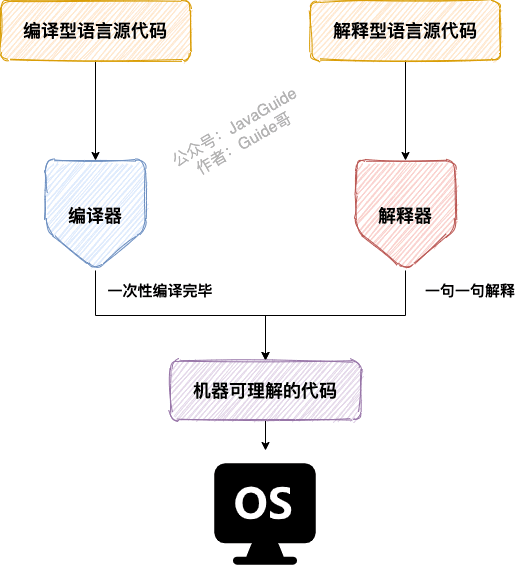 编译型语言源代码
解释型语言源代码
公众号：JavaGuide
作者：Guide哥
编译器
解释器
一次性编译完毕
一句一句解释
机器可理解的代码
OS